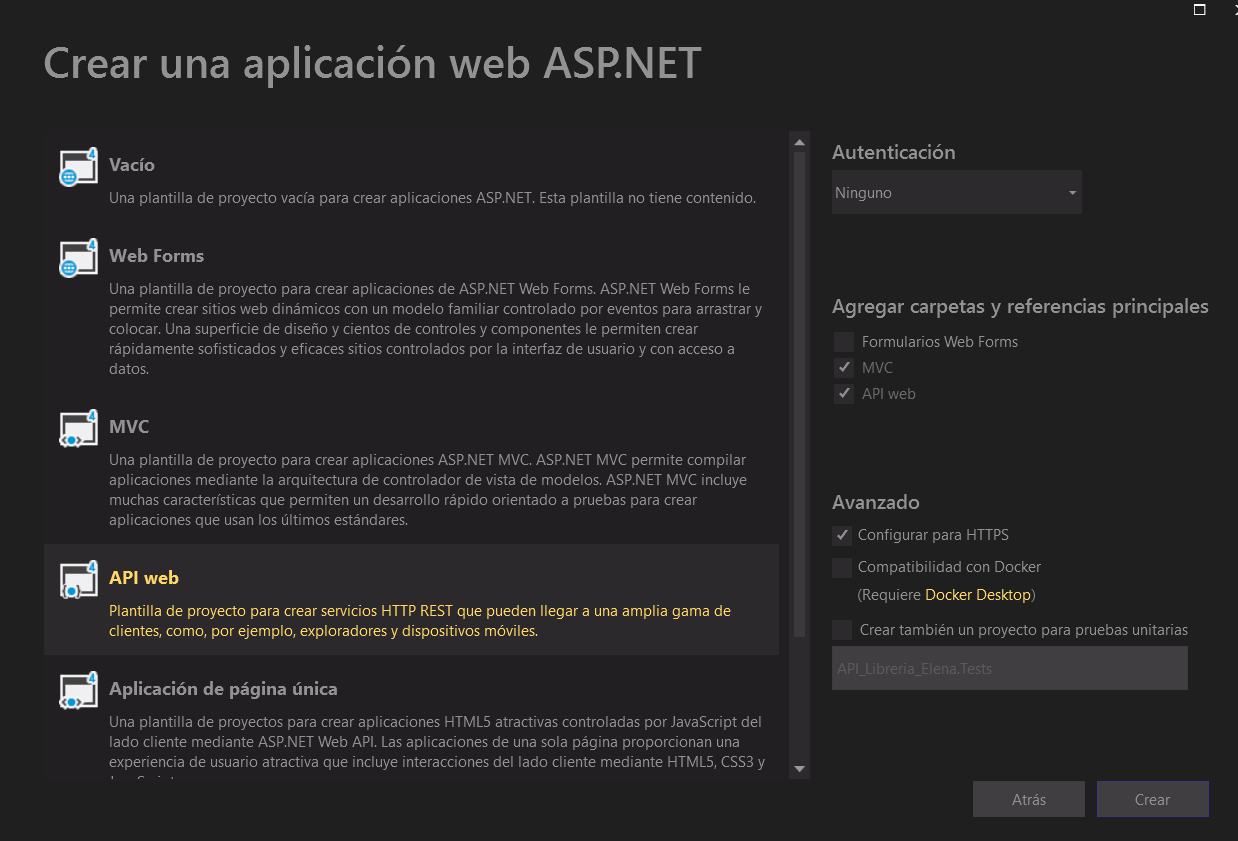 Crear una aplicación web ASP.NET
Vacío
Una plantilla de proyecto vacía para crear aplicaciones ASP.NET. Esta plantilla no tiene contenido.
Web Forms
Una plantilla de proyecto para crear aplicaciones de ASP.NET Web Forms. ASP.NET Web Forms le
permite crear sitios web dinámicos con un modelo familiar controlado por eventos para arrastrar y
colocar. Una superficie de diseño y cientos de controles y componentes le permiten crear
rápidamente sofisticados y eficaces sitios controlados por la interfaz de usuario y con acceso a
datos.
MVC
Una plantilla de proyecto para crear aplicaciones ASP.NET MVC. ASP.NET MVC permite compilar
aplicaciones mediante la arquitectura de controlador de vista de modelos. ASP.NET MVC incluye
muchas características que permiten un desarrollo rápido orientado a pruebas para crear
aplicaciones que usan los últimos estándares.
API web
Plantilla de proyecto para crear servicios HTTP REST que pueden llegar a una amplia gama de
clientes, como, por ejemplo, exploradores y dispositivos móviles.
Aplicación de página única
Una plantilla de proyectos para crear aplicaciones HTML5 atractivas controladas por JavaScript del
lado cliente mediante ASP.NET Web API. Las aplicaciones de una sola página proporcionan una
experiencia de usuario atractiva que incluye interacciones del lado cliente mediante HTML5, CSS3 y
Autenticación
Ninguno
Agregar carpetas y referencias principales
Formularios Web Forms
MVC
API web
Avanzado
Configurar para HTTPS
Compatibilidad con Docker
(Requiere Docker Desktop)
Crear también un proyecto para pruebas unitarias
API_Libreria_Elena.Tests
Atrás
Crear